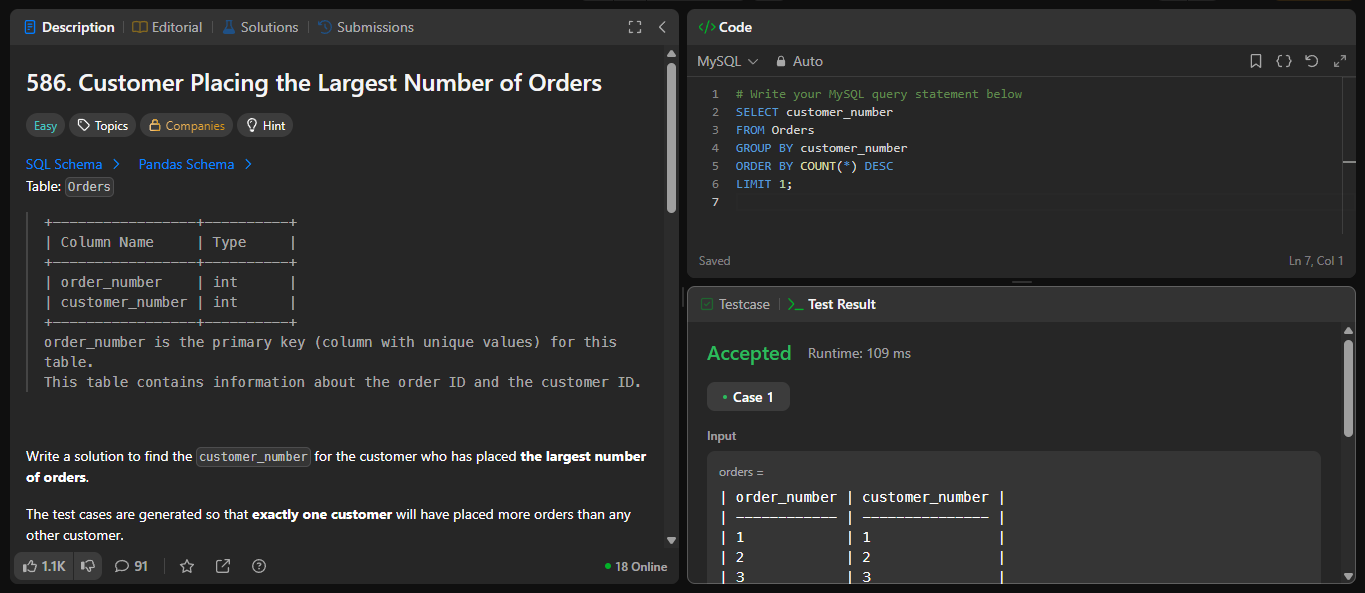 Description | Editorial | Solutions | Submissions
586. Customer Placing the Largest Number of Orders
Easy Topics Companies Hint
SQL Schema > Pandas Schema >
Table: Orders
+-----------------+----------+
| Column Name     | Type     |
+-----------------+----------+
| order_number    | int      |
| customer_number | int      |
+-----------------+----------+
order_number is the primary key (column with unique values) for this
table.
This table contains information about the order ID and the customer ID.
Write a solution to find the customer_number for the customer who has placed the largest number
of orders.
The test cases are generated so that exactly one customer will have placed more orders than any
other customer.
1.1K 91 18 Online
</> Code
MySQL Auto {}
1 # Write your MySQL query statement below
2 SELECT customer_number
3 FROM Orders
4 GROUP BY customer_number
5 ORDER BY COUNT(*) DESC
6 LIMIT 1;
7
Saved Ln 7, Col 1
Testcase | >_ Test Result
Accepted Runtime: 109 ms
• Case 1
Input
orders =
| order_number | customer_number |
| ------------ | --------------- |
| 1            | 1               |
| 2            | 2               |
| 3            | 3               |